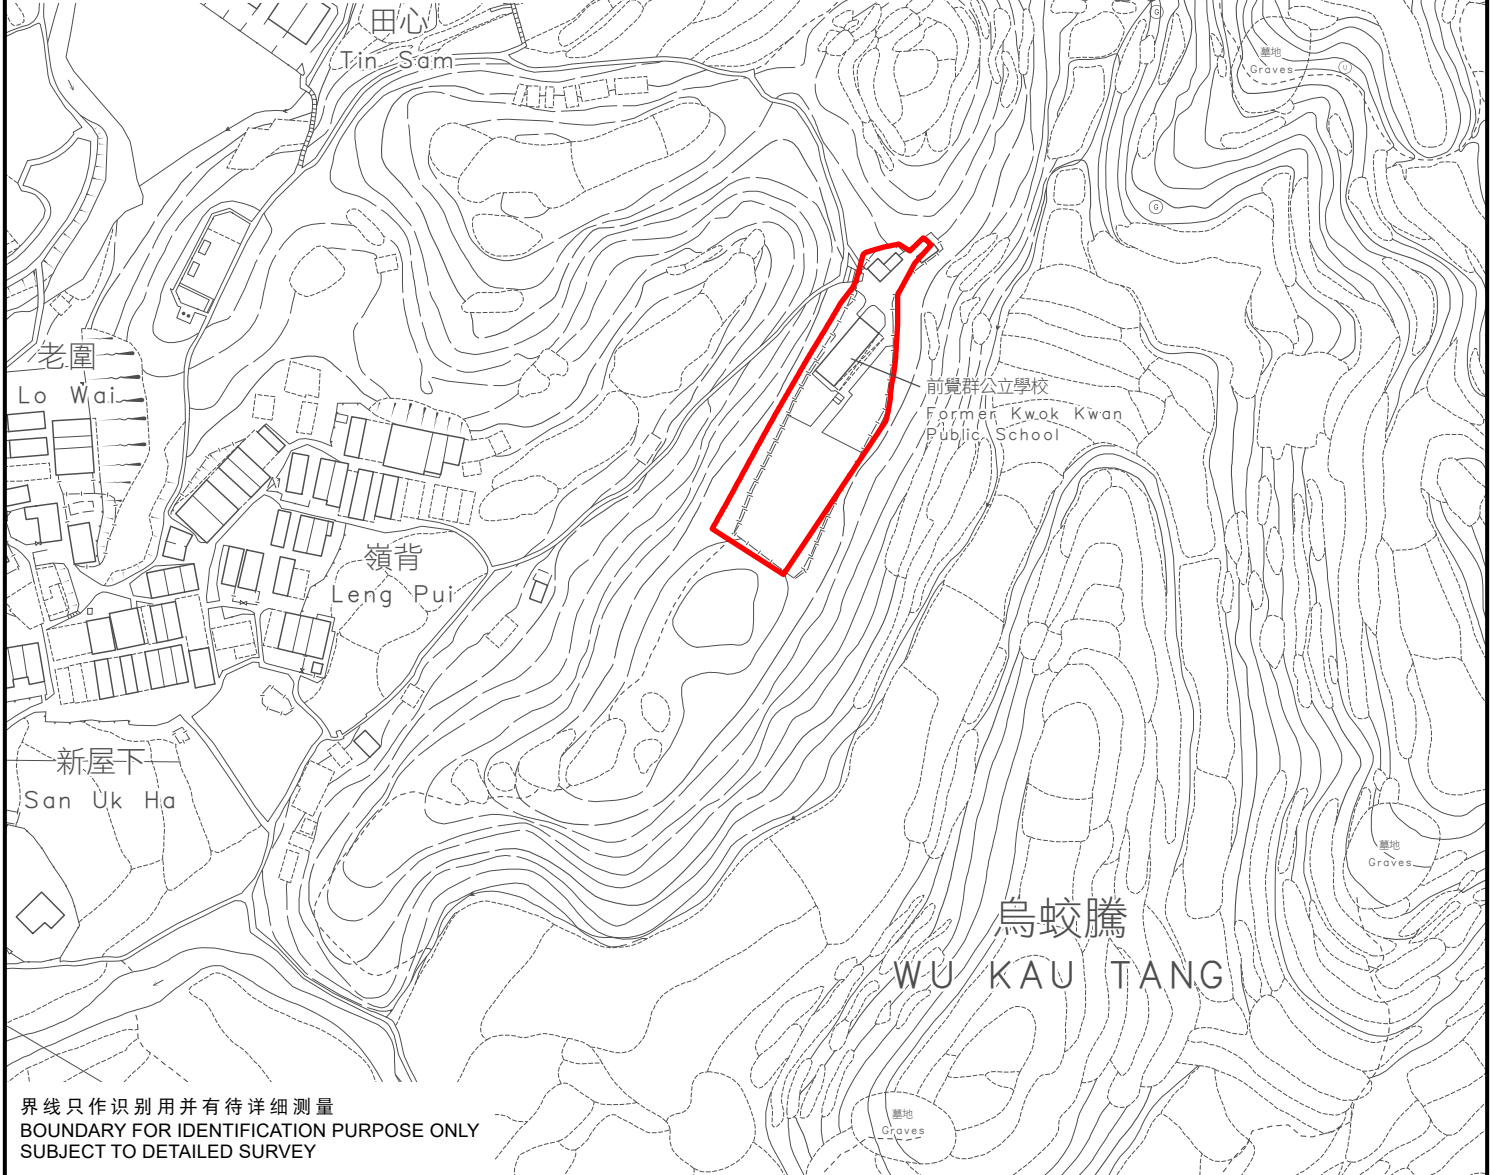 田心
Tin Sam
墓地
Graves
G
U
G
老圍
Lo Wai
前覺群公立學校
Former Kwok Kwan
Public School
嶺背
Leng Pui
新屋下
San Uk Ha
墓地
Graves
烏蛟騰
WU KAU TANG
墓地
Graves
界线只作识别用并有待详细测量
BOUNDARY FOR IDENTIFICATION PURPOSE ONLY
SUBJECT TO DETAILED SURVEY